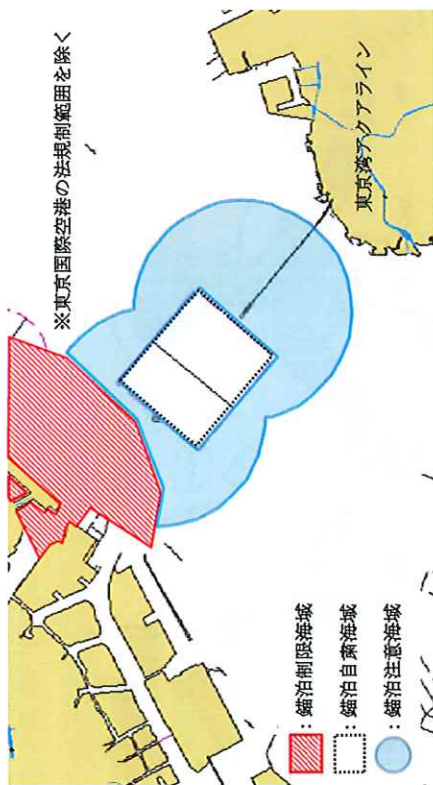 ※東京国際空港の法規制範囲を除く
東京湾アクアライン
：錨泊制限海域
：錨泊自粛海域
：錨泊注意海域